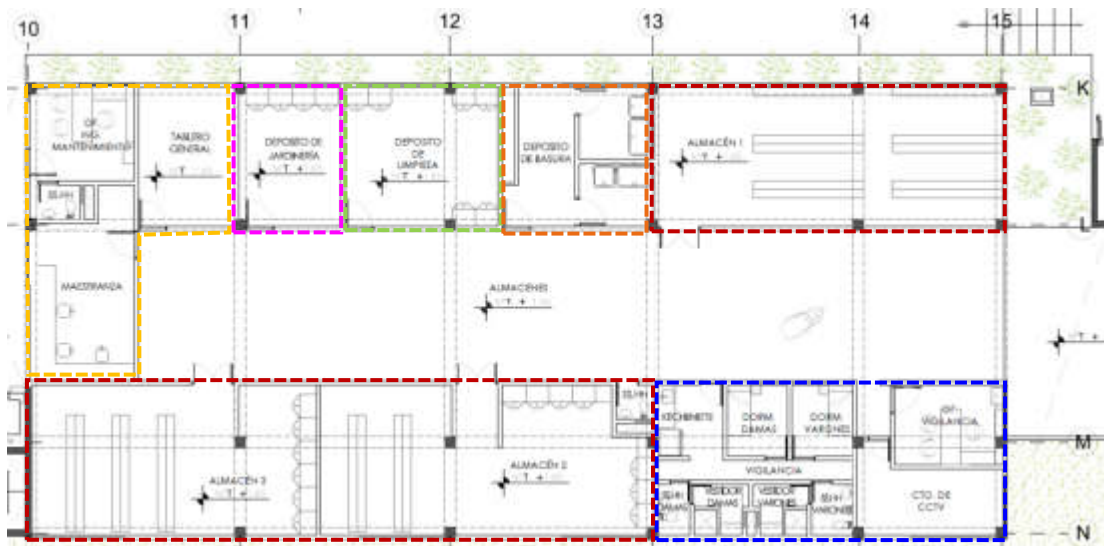 10 11 12 13 14 15
K
OF.
ING.
MANTENIMIENTO
TABLERO
GENERAL
DEPOSITO DE
JARDINERÍA
DEPOSITO
DE
LIMPIEZA
DEPOSITO
DE BASURA
ALMACÉN 1
SS.HH
L
MAESTRANZA
ALMACENES
SS.HH
KICHENETTE
DORM.
DAMAS
DORM.
VARONES
OF.
VIGILANCIA
M
ALMACÉN 3
ALMACÉN 2
VIGILANCIA
SS.HH
DAMAS
VESTIDOR
DAMAS
VESTIDOR
VARONES
SS.HH
VARONES
CTO. DE
CCTV
N